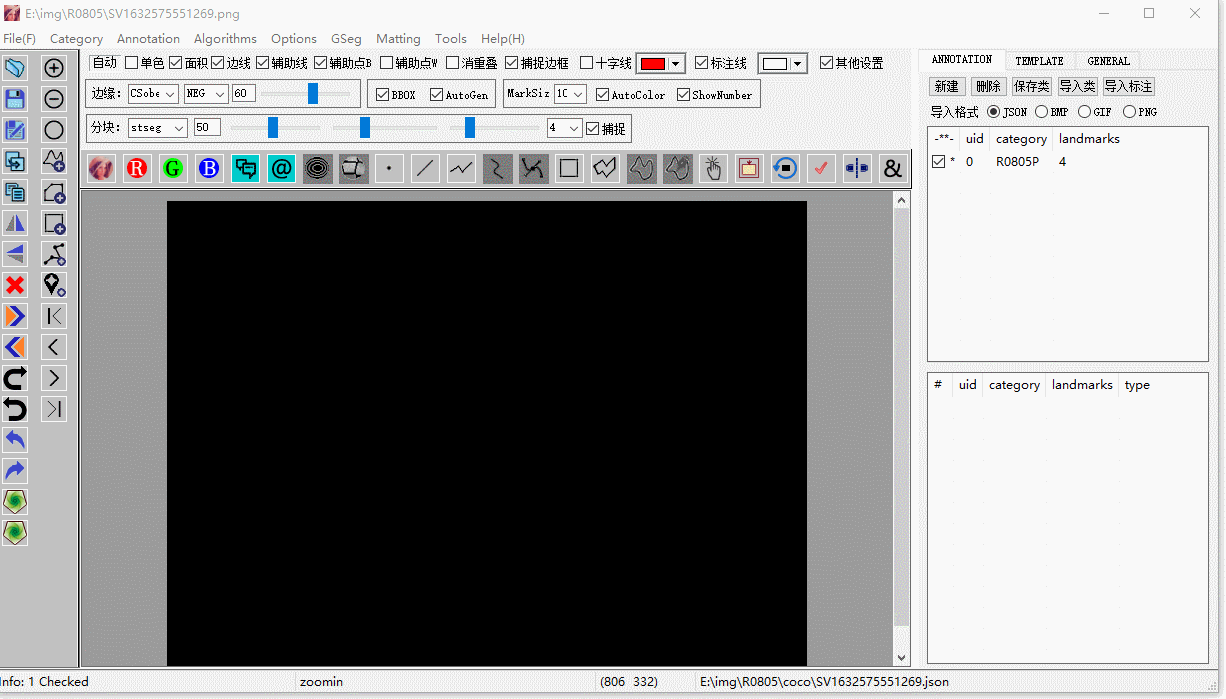 E:\img\R0805\SV1632575551269.png
File(F) Category Annotation Algorithms Options GSeg Matting Tools Help(H)
自动 单色 面积 边线 辅助线 辅助点B 辅助点W 消重叠 捕捉边框 十字线 标注线 其他设置
边缘: CSobe NEG 60 BBOX AutoGen MarkSiz 10 AutoColor ShowNumber
分块: stseg 50 4 捕捉
R G B @ &
ANNOTATION TEMPLATE GENERAL
新建 删除 保存类 导入类 导入标注
导入格式 JSON BMP GIF PNG
-**- uid category landmarks
* 0 R0805P 4
# uid category landmarks type
Info: 1 Checked zoomin (806 332) E:\img\R0805\coco\SV1632575551269.json